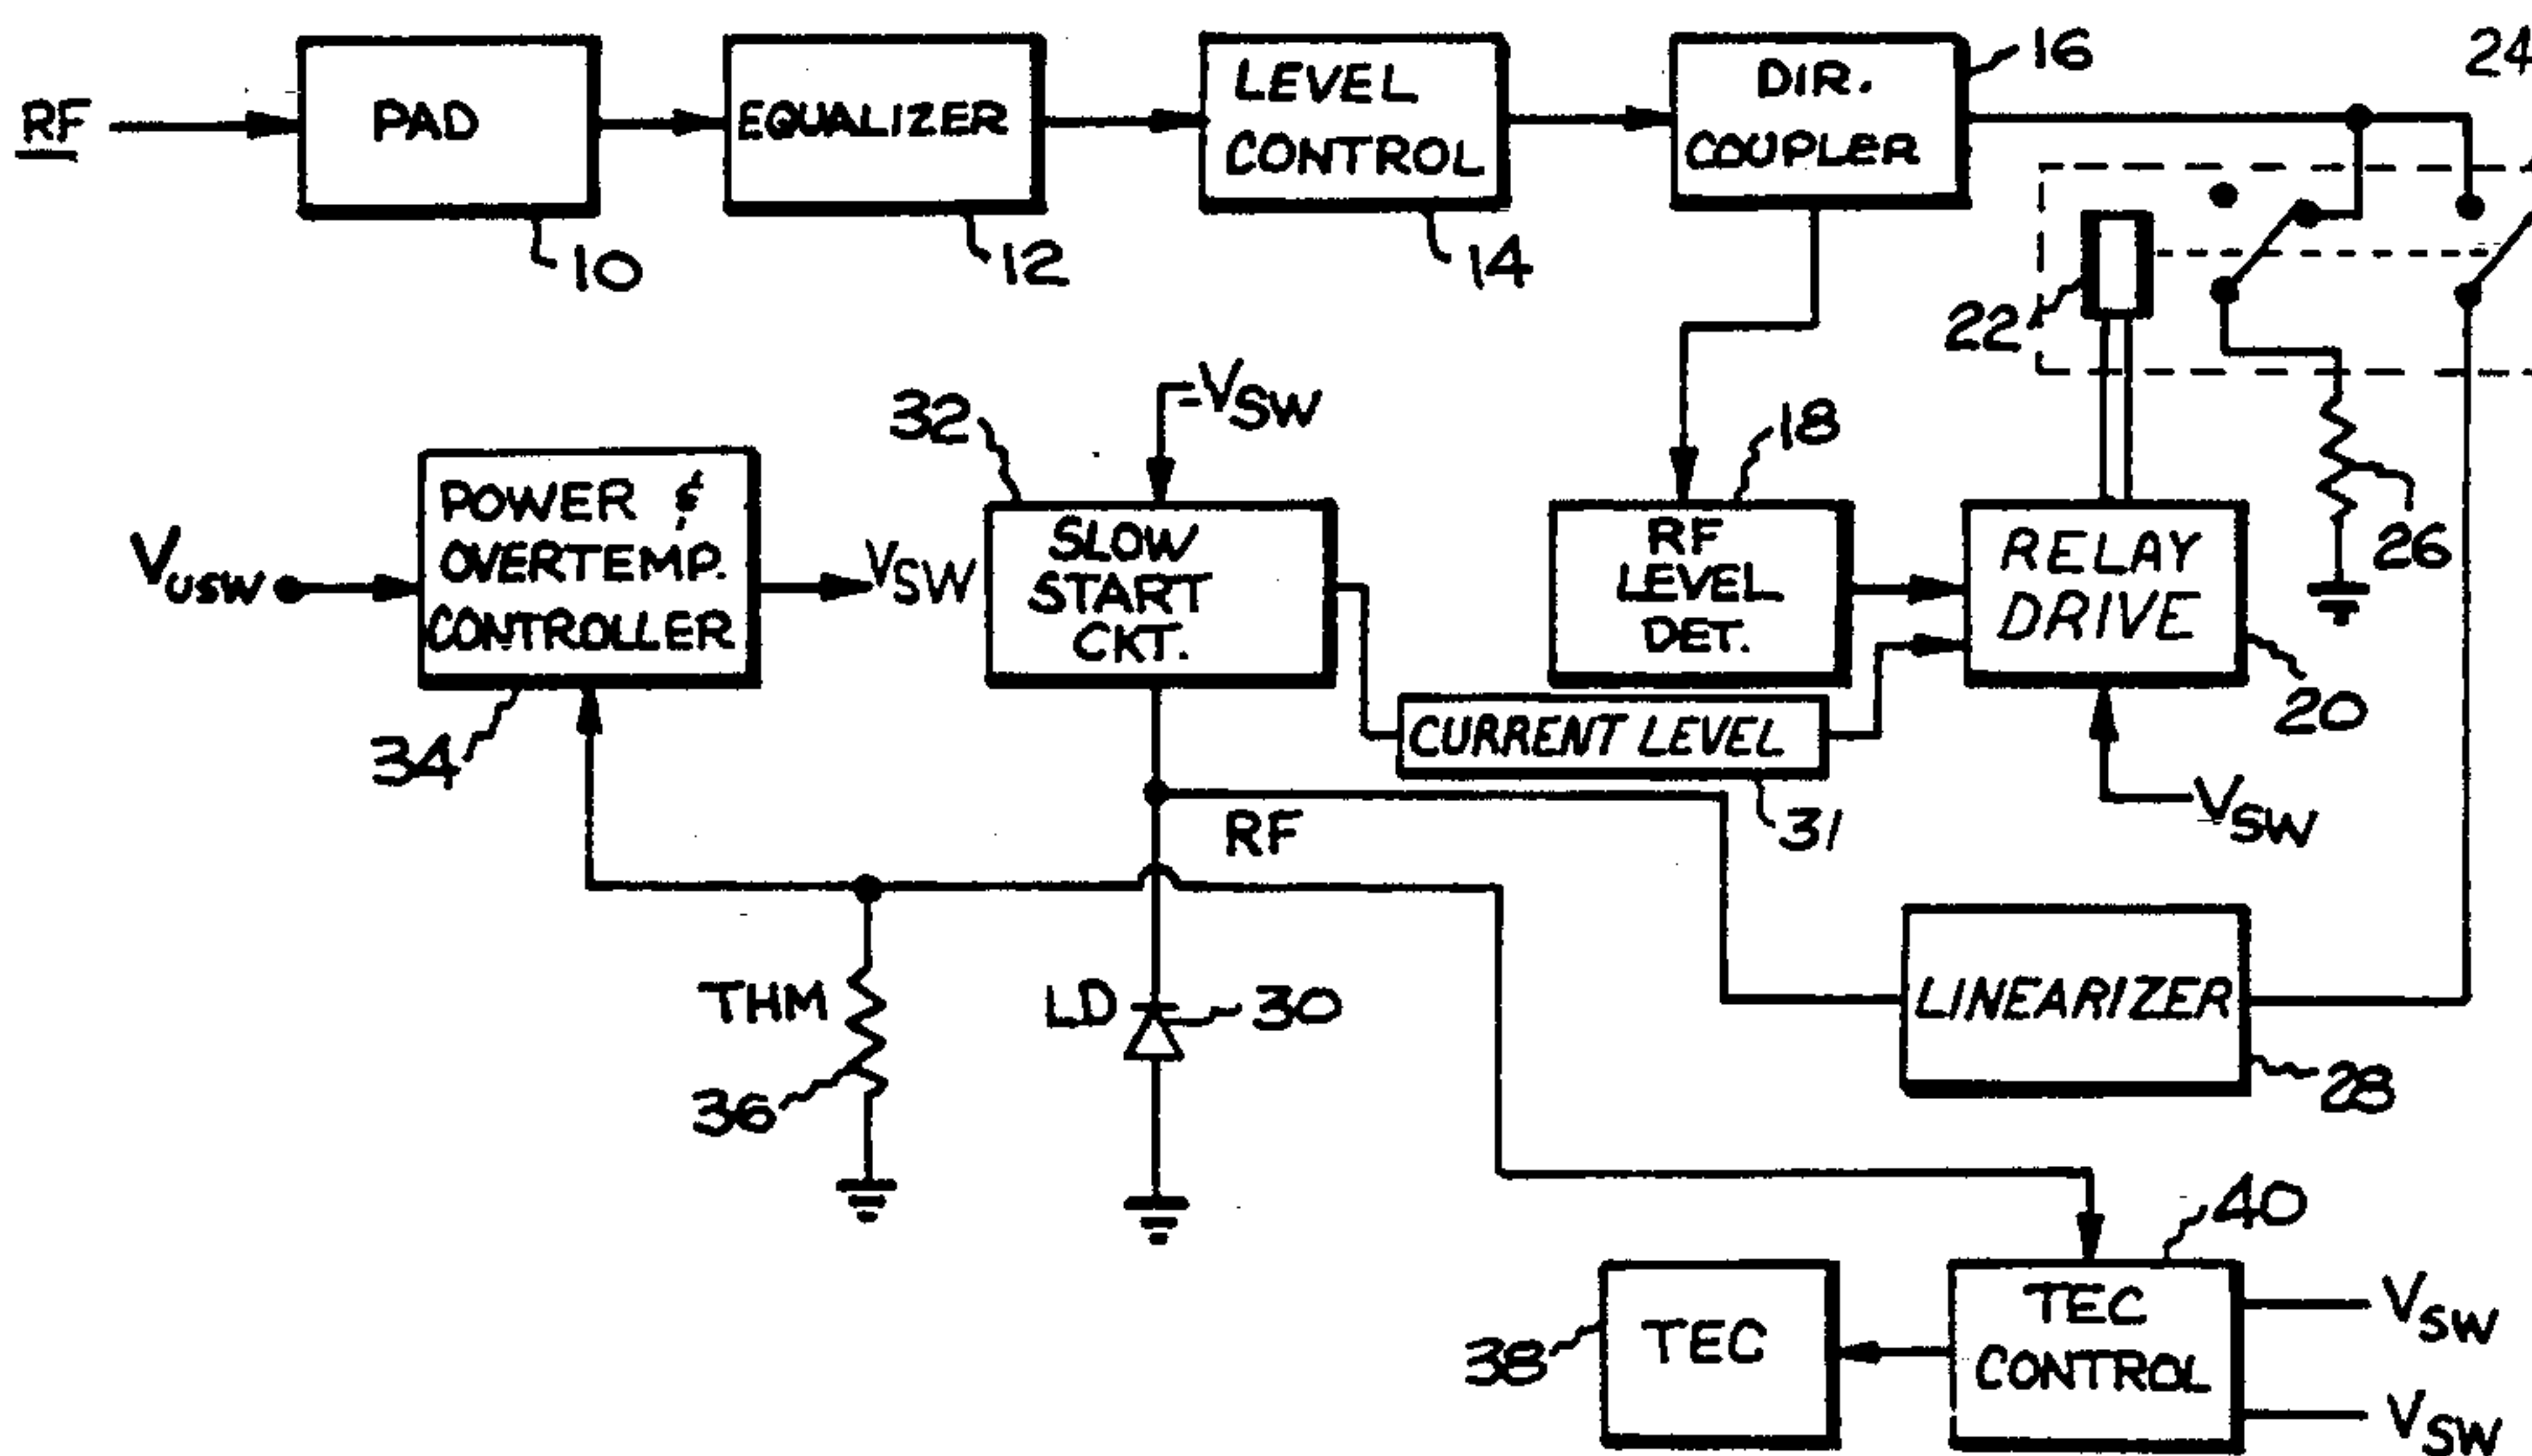 RF
PAD
10
EQUALIZER
12
LEVEL
CONTROL
14
DIR.
COUPLER
16
24
22
26
VUSW
POWER &
OVERTEMP.
CONTROLLER
34
VSW
32
-VSW
SLOW
START
CKT.
18
RF
LEVEL
DET.
RELAY
DRIVE
20
VSW
CURRENT LEVEL
31
RF
THM
36
LD
30
LINEARIZER
28
38
TEC
40
TEC
CONTROL
VSW
VSW